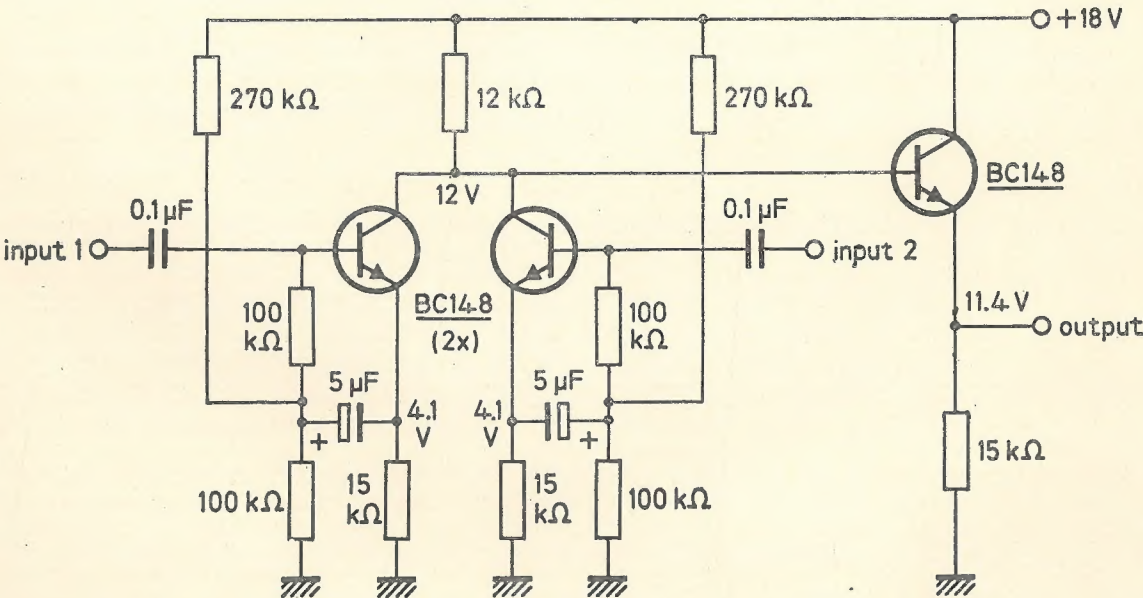 +18 V
270 kΩ
12 kΩ
270 kΩ
BC148
12 V
0.1 µF
0.1 µF
input 1
input 2
BC148
(2x)
100
kΩ
100
kΩ
11.4 V
output
5 µF
5 µF
+
4.1
V
4.1
V
+
15 kΩ
100 kΩ
15
kΩ
15
kΩ
100 kΩ